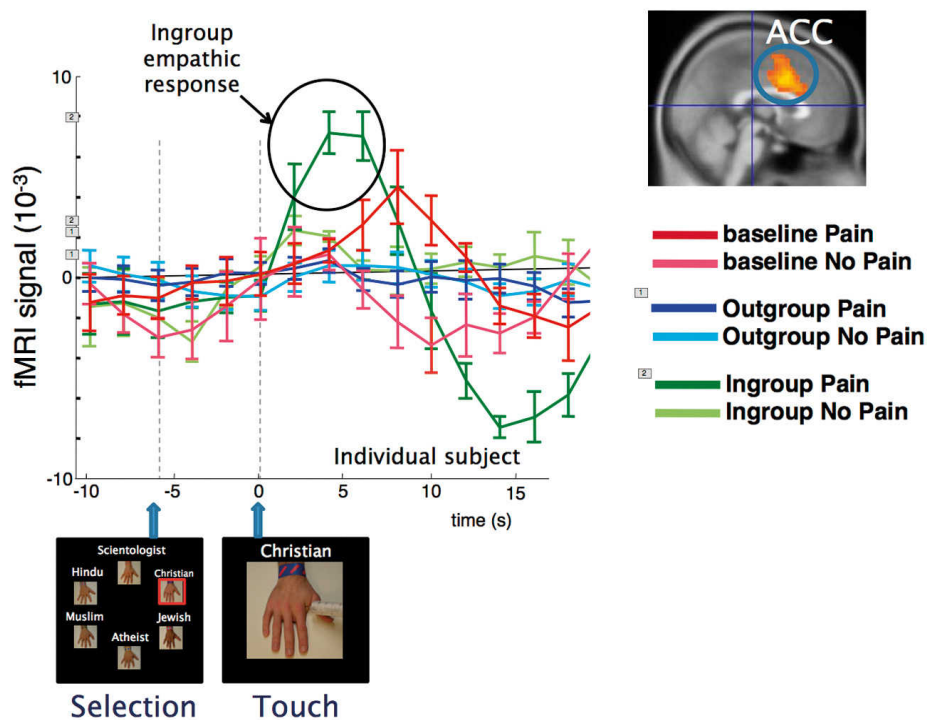 Ingroup
empathic
response
ACC
10
2
2
1
1
0
-10
fMRI signal (10-3)
-10
-5
0
5
10
15
time (s)
Individual subject
baseline Pain
baseline No Pain
1
Outgroup Pain
Outgroup No Pain
2
Ingroup Pain
Ingroup No Pain
Scientologist
Hindu
Christian
Muslim
Jewish
Atheist
Christian
Selection
Touch